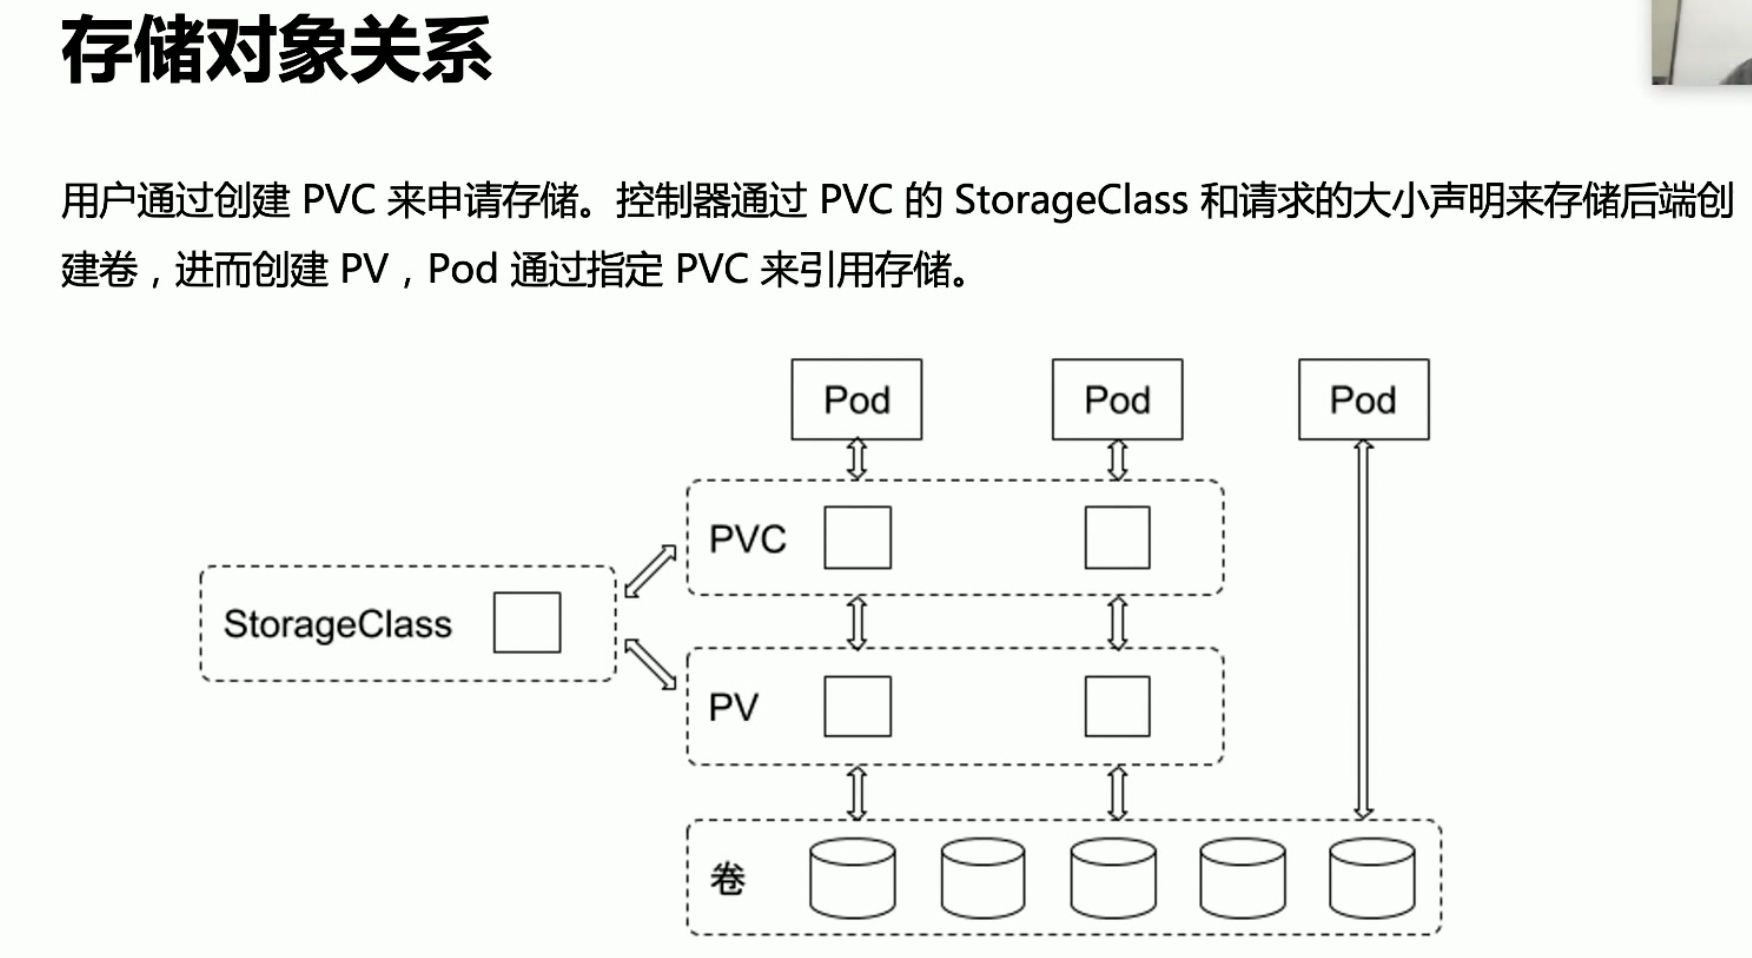 存储对象关系
用户通过创建 PVC 来申请存储。控制器通过 PVC 的 StorageClass 和请求的大小声明来存储后端创
建卷，进而创建 PV，Pod 通过指定 PVC 来引用存储。
Pod Pod Pod
PVC
StorageClass
PV
卷